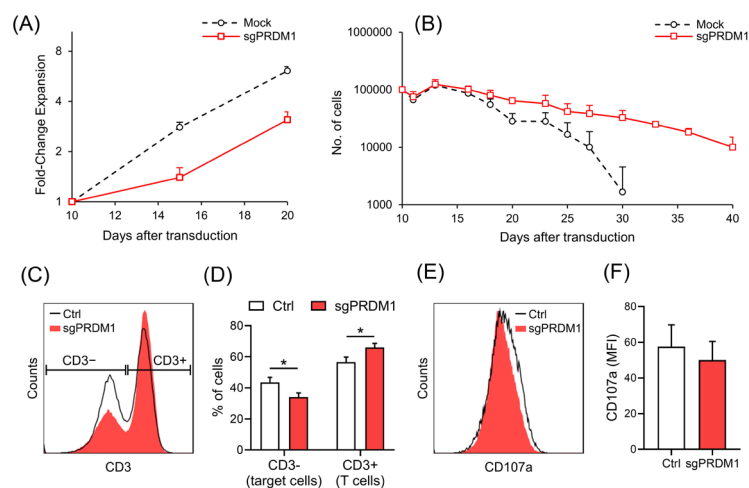 (A)
Mock
sgPRDM1
Fold-Change Expansion
8
4
2
1
10 12 14 16 18 20
Days after transduction
(B)
Mock
sgPRDM1
No. of cells
1000000
100000
10000
1000
10 15 20 25 30 35 40
Days after transduction
(C)
Ctrl
sgPRDM1
CD3− CD3+
Counts
CD3
(D)
Ctrl sgPRDM1
% of cells
80
60
40
20
0
* *
CD3- CD3+
(target cells) (T cells)
(E)
Ctrl
sgPRDM1
Counts
CD107a
(F)
CD107a (MFI)
80
60
40
20
0
Ctrl sgPRDM1